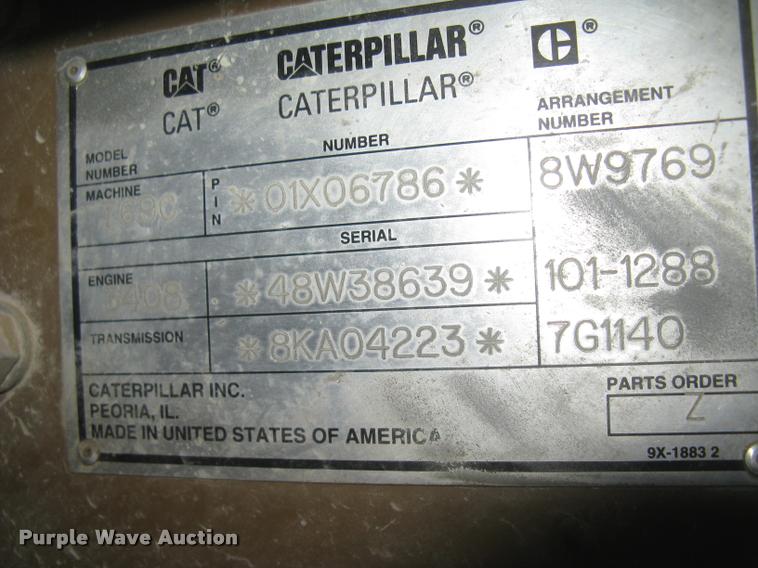 CAT® CATERPILLAR® C®
CAT® CATERPILLAR®
ARRANGEMENT
NUMBER
MODEL
NUMBER
NUMBER
MACHINE 769C PIN *01X06786* 8W9769
SERIAL
ENGINE 3408 *48W38639* 101-1288
TRANSMISSION *8KA04223* 7G1140
CATERPILLAR INC.
PEORIA, IL.
MADE IN UNITED STATES OF AMERICA
PARTS ORDER
Z
9X-1883 2
Purple Wave Auction